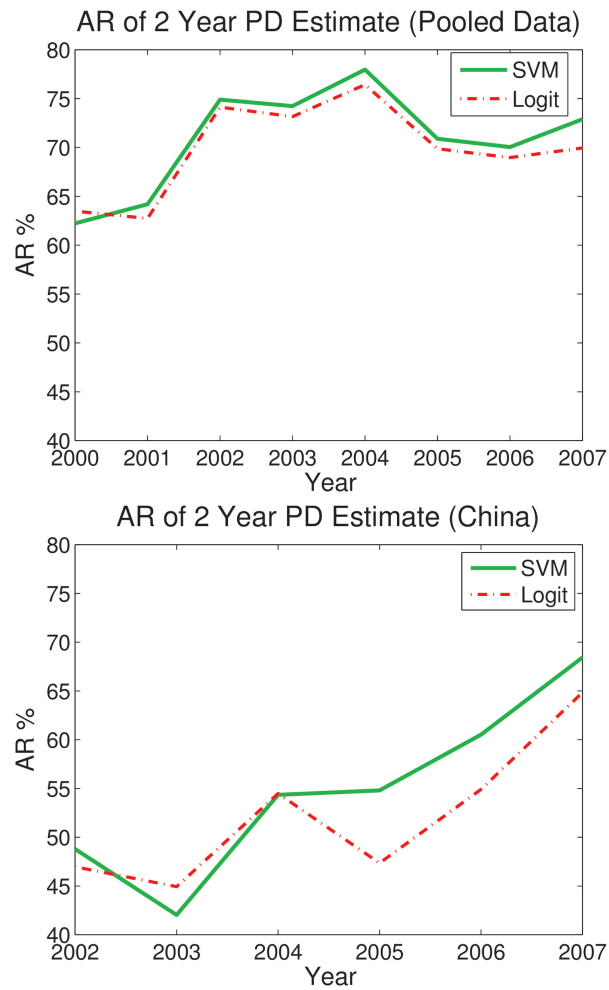 AR of 2 Year PD Estimate (Pooled Data)
80
75
70
65
60
55
50
45
40
AR %
SVM
Logit
2000 2001 2002 2003 2004 2005 2006 2007
Year
AR of 2 Year PD Estimate (China)
80
75
70
65
60
55
50
45
40
AR %
SVM
Logit
2002 2003 2004 2005 2006 2007
Year